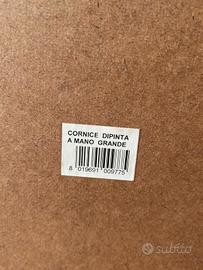 CORNICE DIPINTA
A MANO GRANDE
8 019691 009775
subito